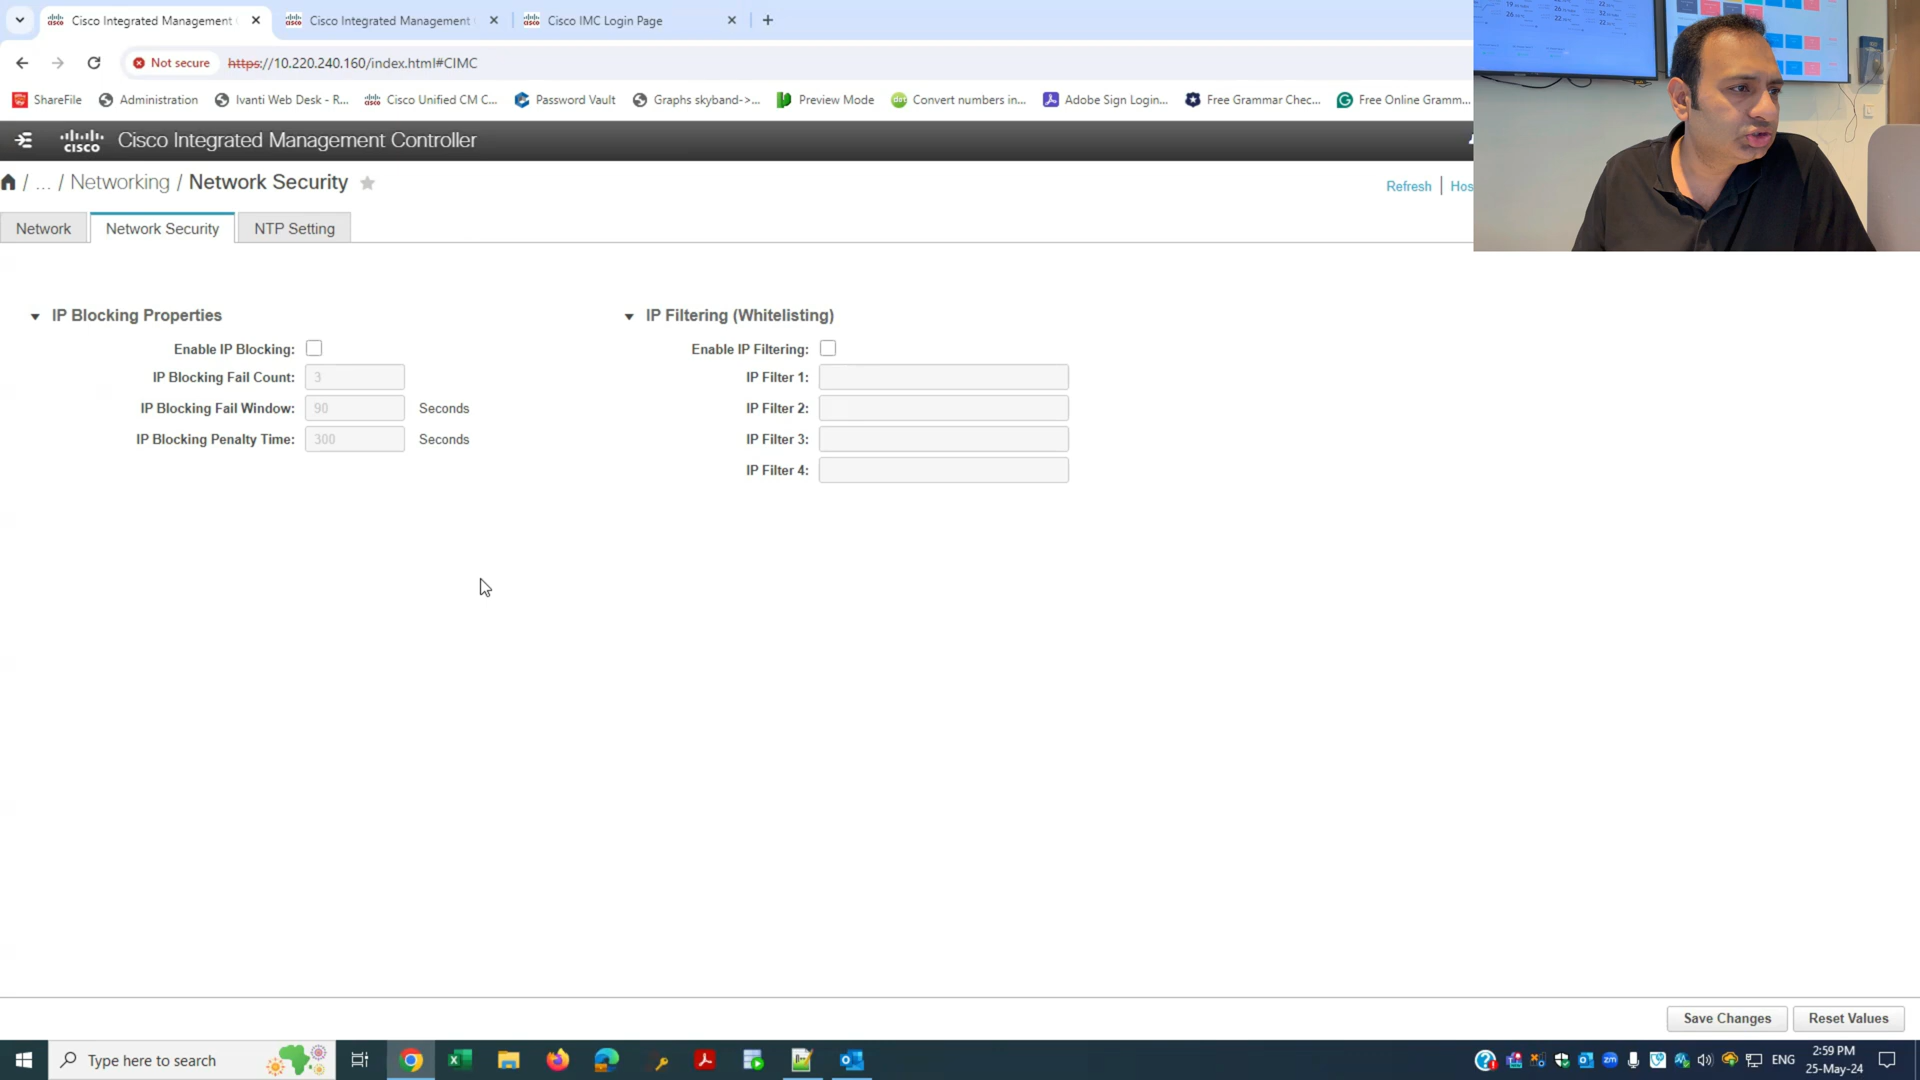 Cisco Integrated Management
Cisco Integrated Management
Cisco IMC Login Page
Not secure
https://10.220.240.160/index.html#CIMC
ShareFile
Administration
Ivanti Web Desk - R...
Cisco Unified CM C...
Password Vault
Graphs skyband->...
Preview Mode
Convert numbers in...
Adobe Sign Login...
Free Grammar Chec...
Free Online Gramm...
CISCO
Cisco Integrated Management Controller
/ ... / Networking / Network Security
Refresh
Hos
Network
Network Security
NTP Setting
IP Blocking Properties
Enable IP Blocking:
IP Blocking Fail Count: 3
IP Blocking Fail Window: 90 Seconds
IP Blocking Penalty Time: 300 Seconds
IP Filtering (Whitelisting)
Enable IP Filtering:
IP Filter 1:
IP Filter 2:
IP Filter 3:
IP Filter 4:
Save Changes
Reset Values
Type here to search
ENG
2:59 PM
25-May-24